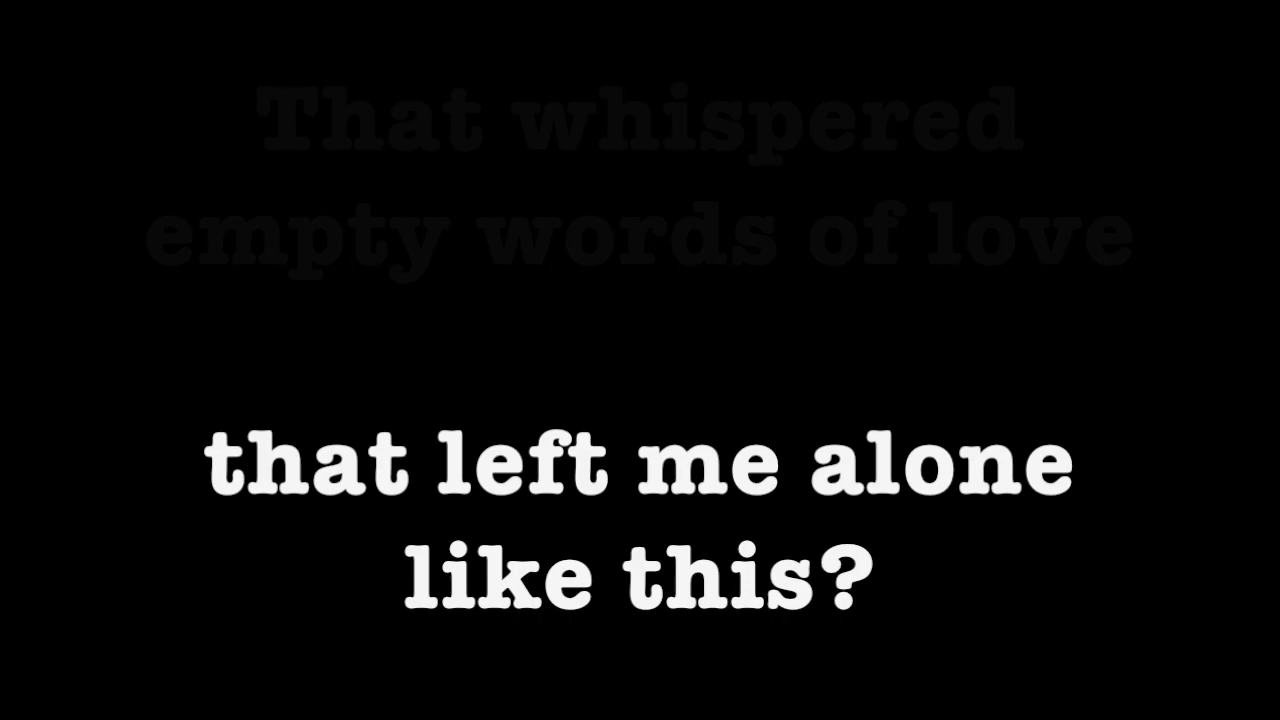 That whispered
empty words of love
that left me alone
like this?